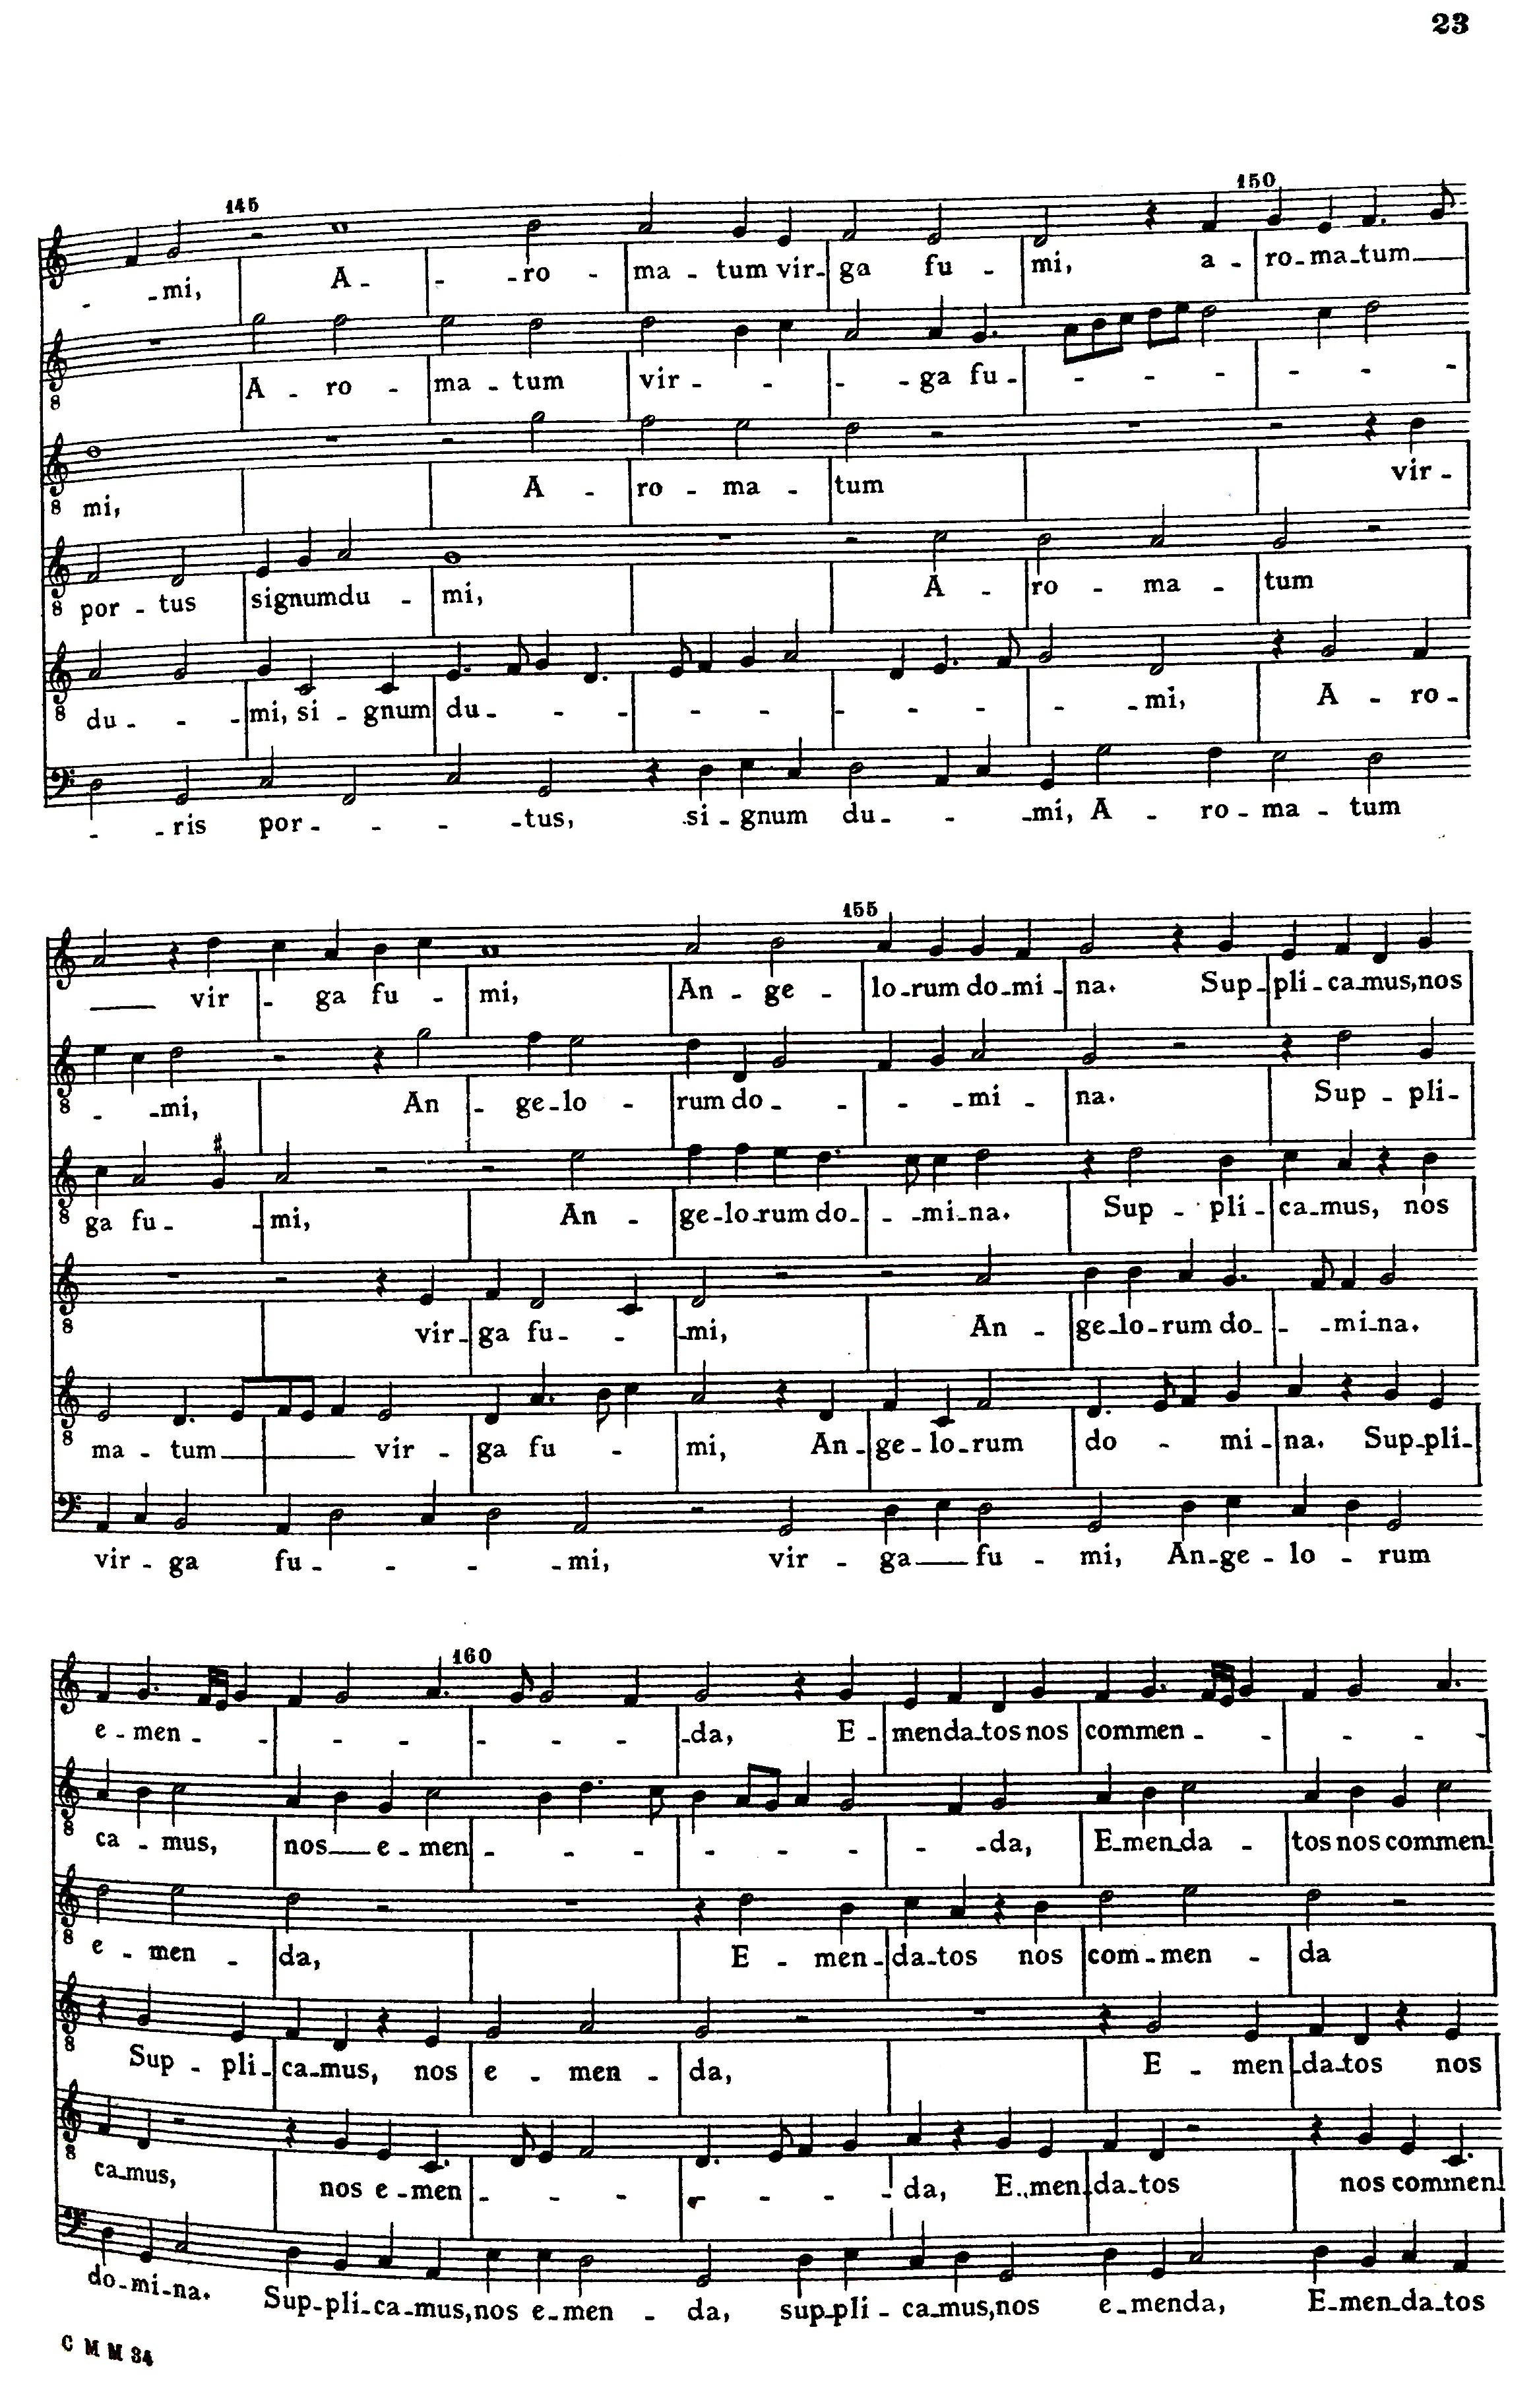 23
145 150
- -mi, A - - -ro - ma - tum vir- ga fu - mi, a - ro-ma-tum
8 A - ro - ma - tum vir - - - -ga fu - - - - - - - -
8 mi, A - ro - ma - tum vir -
8 por - tus signumdu - mi, A - ro - ma - tum
8 du - - -mi, si - gnum du - - - - - - - - - -mi, A - ro -
- -ris por - - - -tus, si - gnum du - - -mi, A - ro - ma - tum
155
vir - ga fu - mi, An - ge - lo-rum do-mi - na. Sup-pli-ca-mus,nos
8 - -mi, An - ge-lo - rum do - - - -mi - na. Sup - pli-
8 ga fu - -mi, An - ge-lo-rum do- - -mi-na. Sup - pli - ca-mus, nos
8 vir-ga fu - - -mi, An - ge-lo-rum do- - -mi-na.
8 ma - tum vir - ga fu - mi, An-ge-lo-rum do - mi - na. Sup-pli-
vir - ga fu - - - -mi, vir - ga fu - mi, An-ge - lo - rum
160
e - men - - - - - - - -da, E - menda-tos nos commen - - - - -
8 ca - mus, nos e - men - - - - - - - - -da, E-menda - tos nos commen-
8 e - men - da, E - men-da-tos nos com-men - da
8 Sup - pli-ca-mus, nos e - men - da, E - men-da-tos nos
8 ca-mus, nos e - men - - - - - - -da, E-men-da-tos nos commen-
do-mi-na. Sup-pli-ca-mus,nos e-men - da, sup-pli - ca-mus,nos e-menda, E-men-da-tos
C M M 34